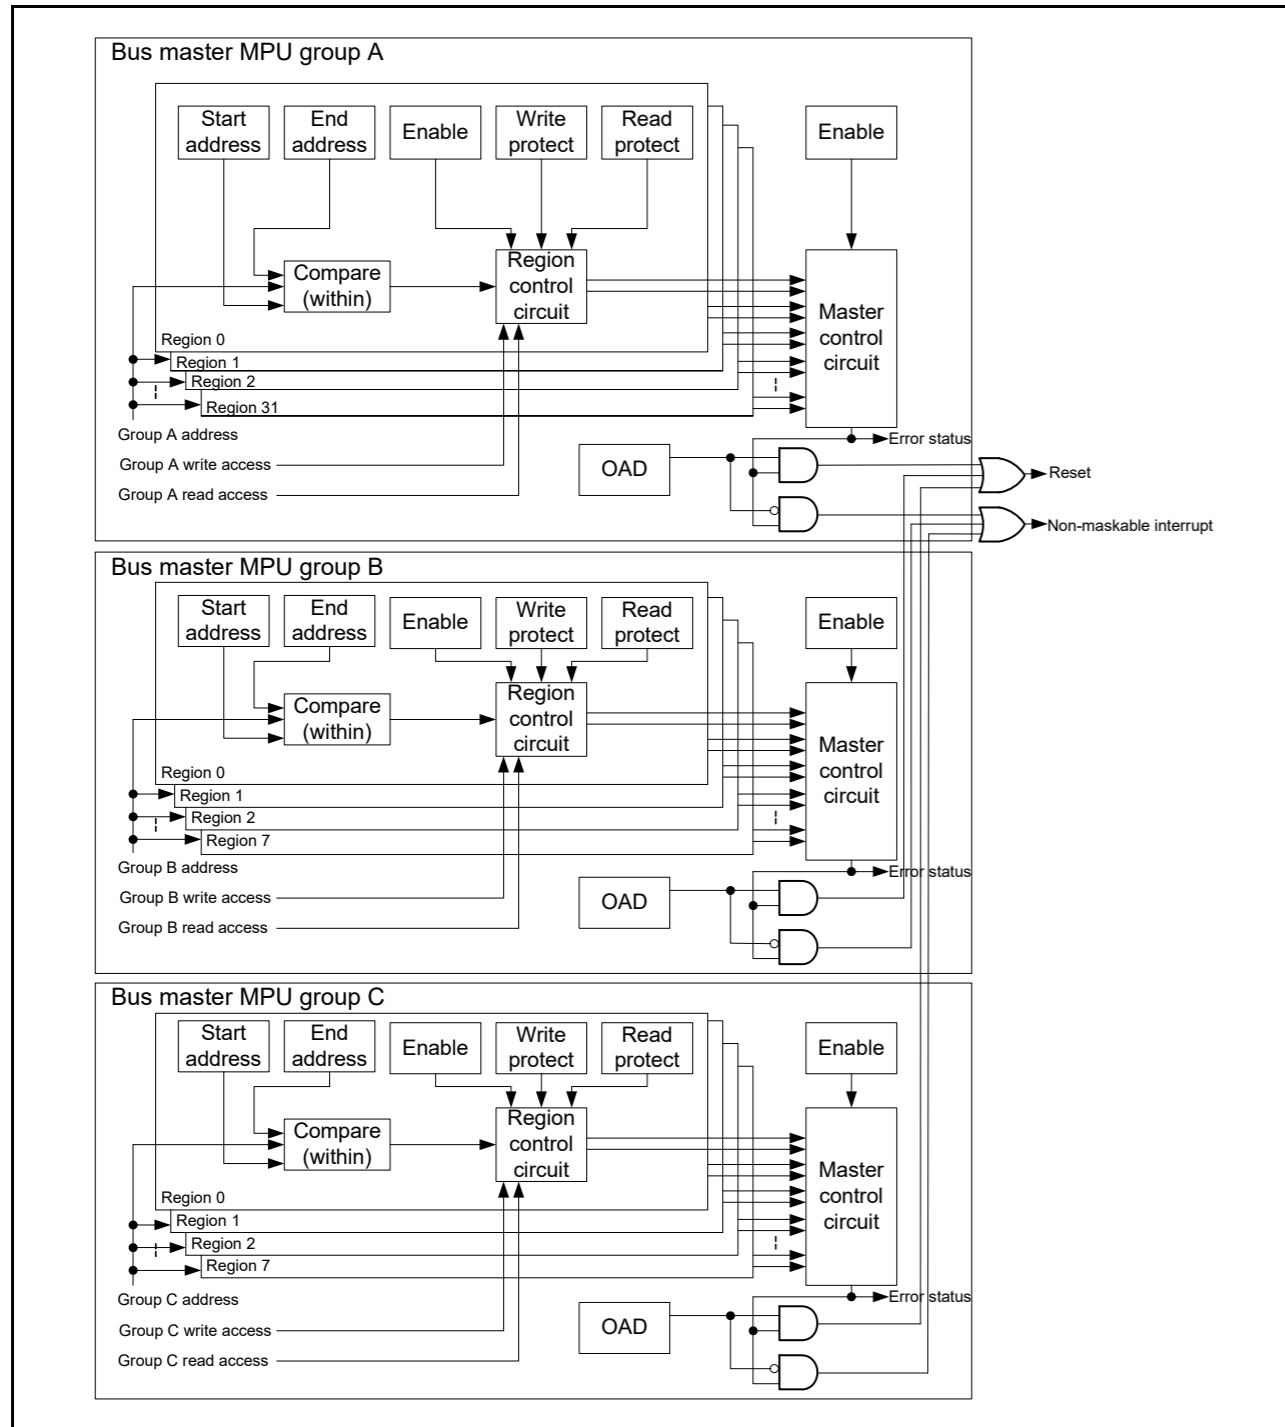 Bus master MPU group A
Start
address
End
address
Enable
Write
protect
Read
protect
Enable
Compare
(within)
Region
control
circuit
Master
control
circuit
Region 0
Region 1
Region 2
Region 31
Group A address
Group A write access
Group A read access
OAD
Error status
Reset
Non-maskable interrupt
Bus master MPU group B
Start
address
End
address
Enable
Write
protect
Read
protect
Enable
Compare
(within)
Region
control
circuit
Master
control
circuit
Region 0
Region 1
Region 2
Region 7
Group B address
Group B write access
Group B read access
OAD
Error status
Bus master MPU group C
Start
address
End
address
Enable
Write
protect
Read
protect
Enable
Compare
(within)
Region
control
circuit
Master
control
circuit
Region 0
Region 1
Region 2
Region 7
Group C address
Group C write access
Group C read access
OAD
Error status